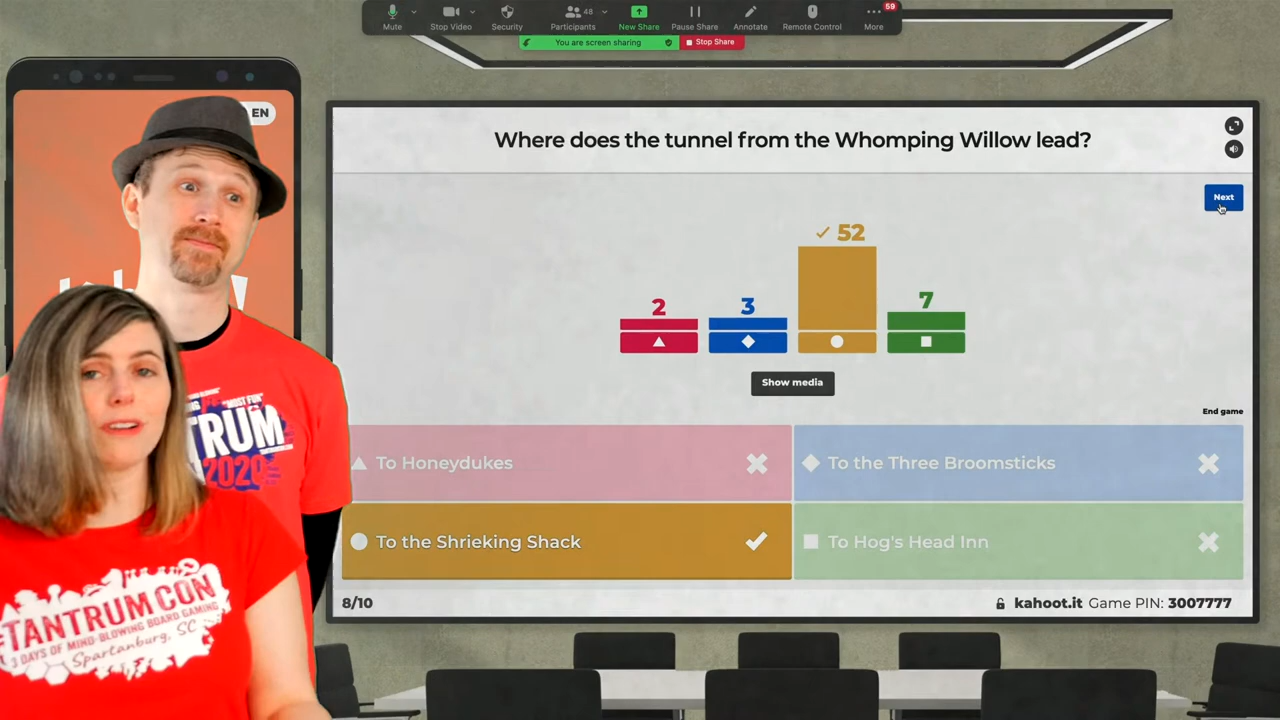 Mute
Stop Video
Security
Participants
48
New Share
Pause Share
Annotate
Remote Control
More
59
You are screen sharing
Stop Share
EN
Where does the tunnel from the Whomping Willow lead?
Next
2
3
52
7
Show media
End game
To Honeydukes
To the Three Broomsticks
To the Shrieking Shack
To Hog's Head Inn
8/10
kahoot.it Game PIN: 3007777
"MOST FUN"
TRUM
2020
TANTRUM CON
3 DAYS OF MIND-BLOWING BOARD GAMING
Spartanburg, SC